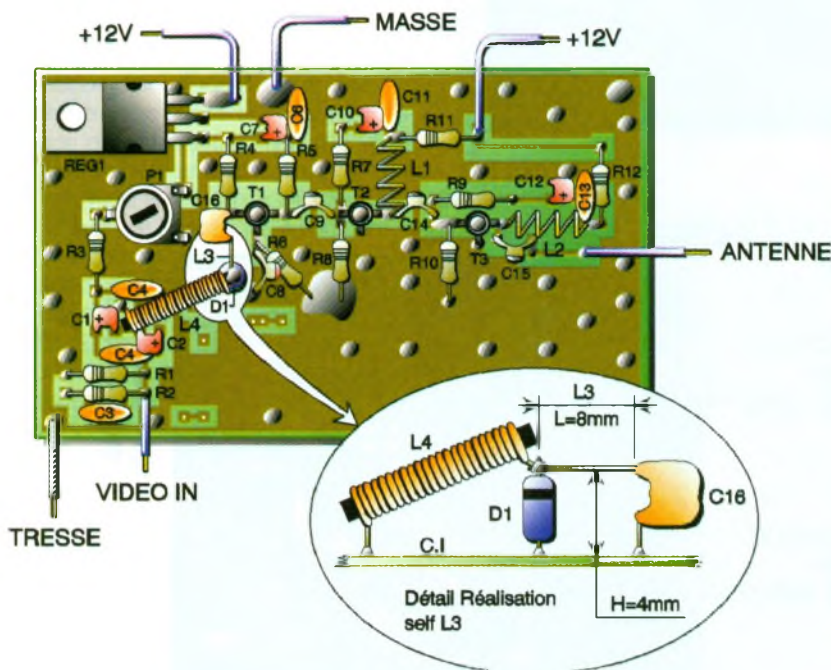 +12V
MASSE
+12V
REG1
P1
R3
C16
R4
C7
C6
R5
T1
C10
C11
R7
T2
C9
L1
R11
R9
C14
C12
C13
R12
T3
R10
C15
L2
L3
D1
R6
C8
R8
C4
C1
L4
C2
C4
R1
R2
C3
ANTENNE
VIDEO IN
TRESSE
L3
L=8mm
L4
D1
C16
C.I
H=4mm
Détail Réalisation
self L3